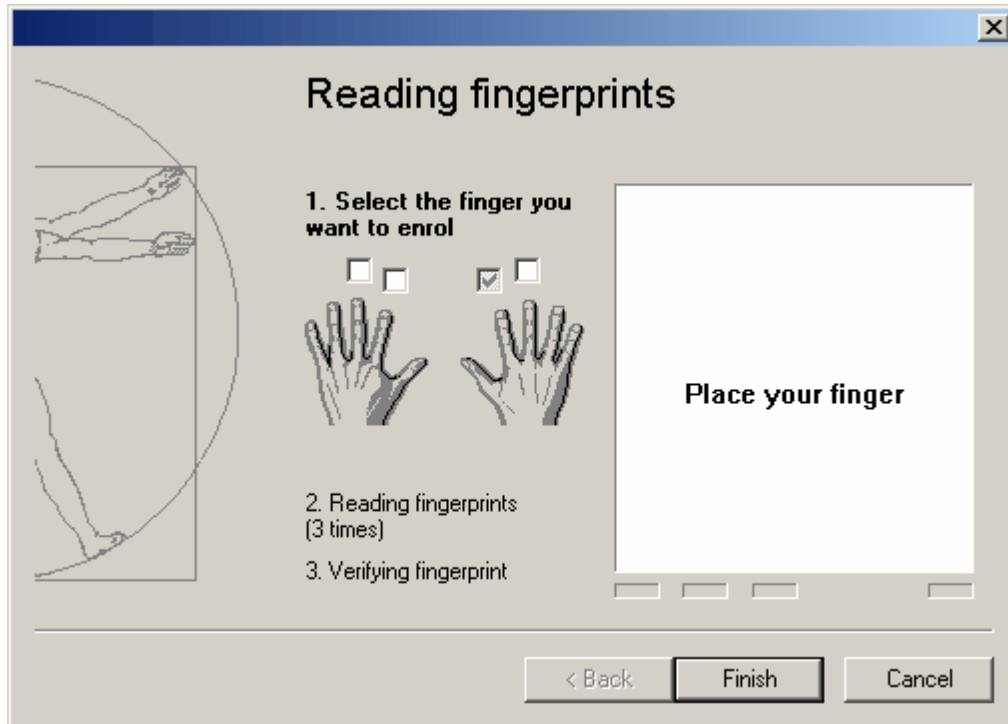 Reading fingerprints
1. Select the finger you
want to enrol
Place your finger
2. Reading fingerprints
(3 times)
3. Verifying fingerprint
< Back
Finish
Cancel